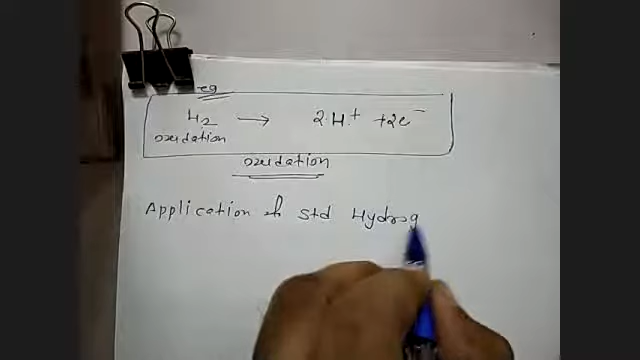 eg
H2 → 2H+ + 2e−
oxidation
oxidation
Application of Std Hydrog